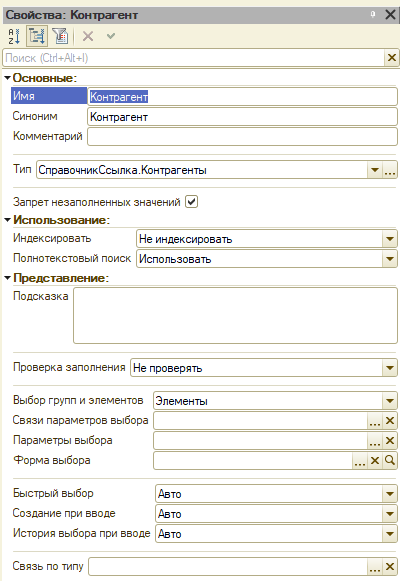 Свойства: Контрагент
Поиск (Ctrl+Alt+I)
Основные:
Имя Контрагент
Синоним Контрагент
Комментарий
Тип СправочникСсылка.Контрагенты ...
Запрет незаполненных значений
Использование:
Индексировать Не индексировать
Полнотекстовый поиск Использовать
Представление:
Подсказка
Проверка заполнения Не проверять
Выбор групп и элементов Элементы
Связи параметров выбора ...
Параметры выбора ...
Форма выбора ...
Быстрый выбор Авто
Создание при вводе Авто
История выбора при вводе Авто
Связь по типу ...